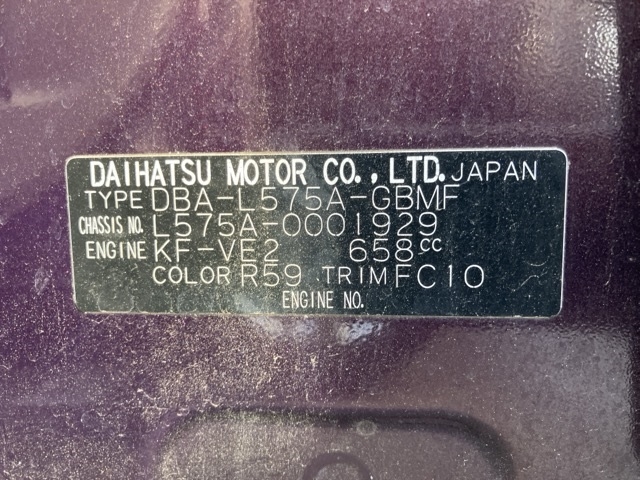 DAIHATSU MOTOR CO.,LTD. JAPAN
TYPE DBA-L575A-GBMF
CHASSIS NO. L575A-0001929
ENGINE KF-VE2 658cc
COLOR R59 TRIM FC10
ENGINE NO.